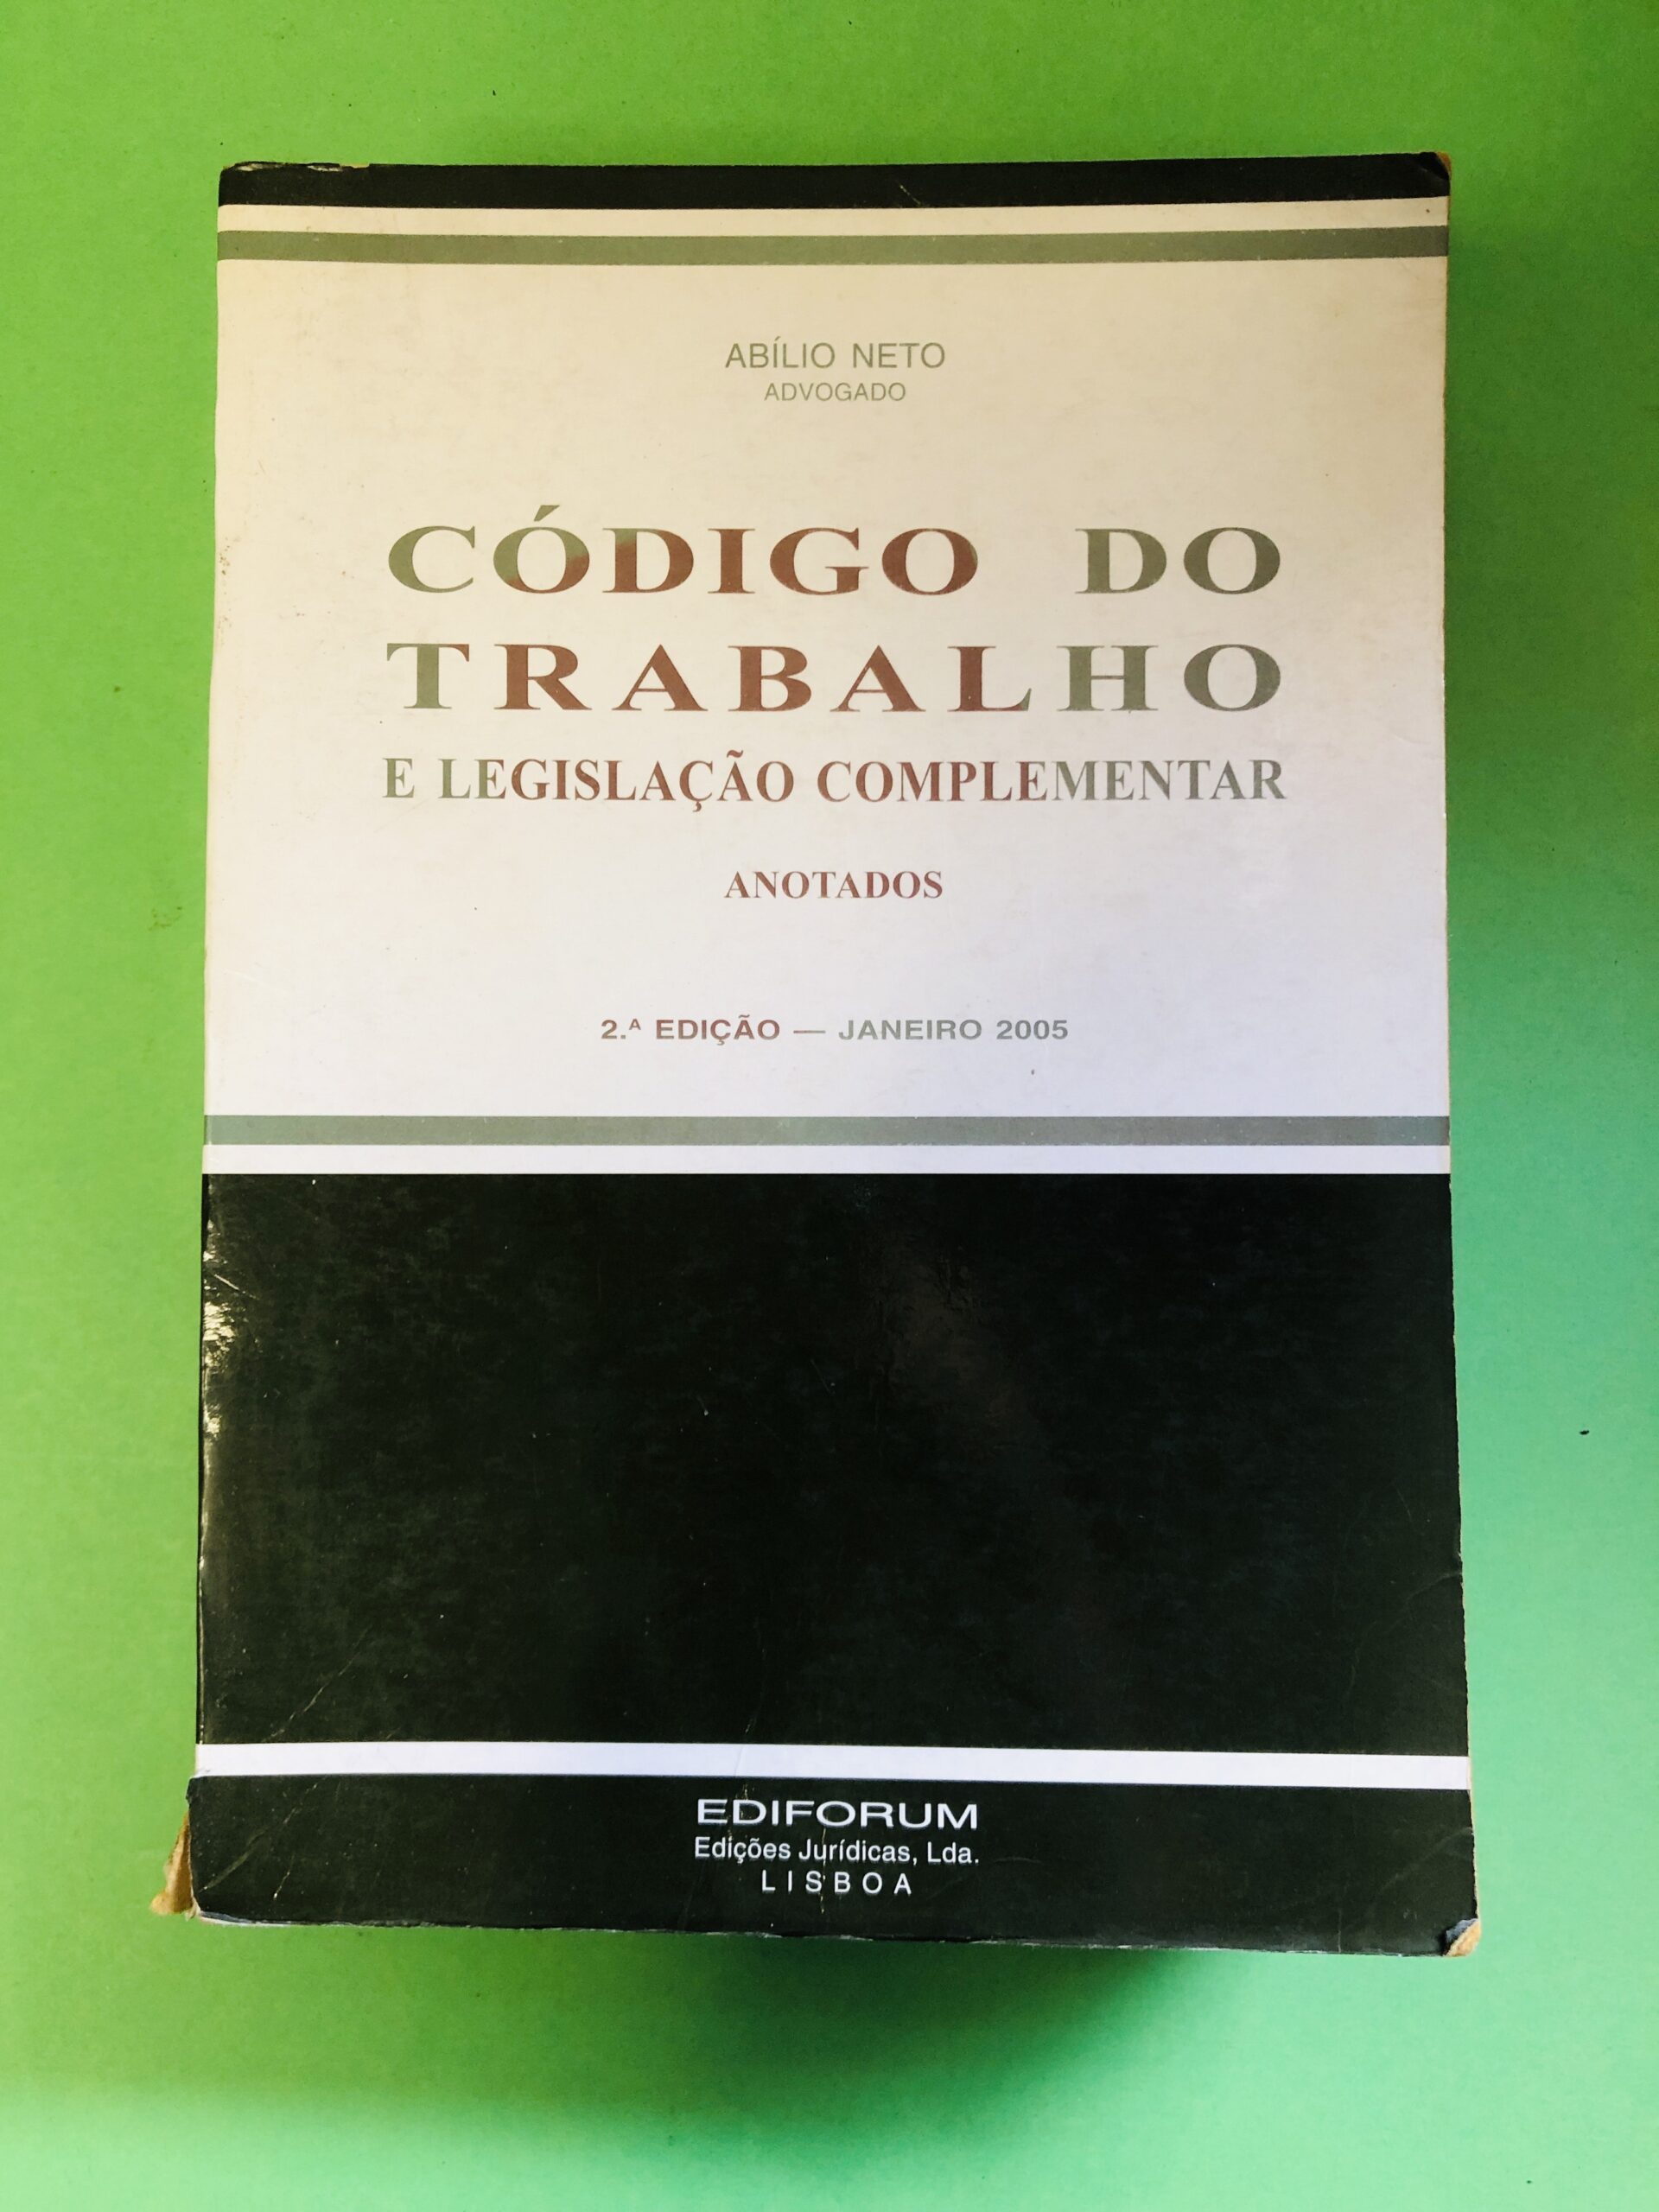 ABÍLIO NETO
ADVOGADO
CÓDIGO DO
TRABALHO
E LEGISLAÇÃO COMPLEMENTAR
ANOTADOS
2.ª EDIÇÃO — JANEIRO 2005
EDIFORUM
Edições Jurídicas, Lda.
LISBOA